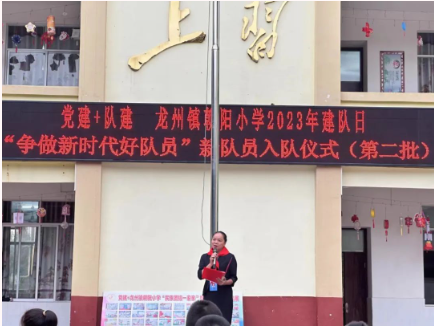 上
党建+队建 龙州镇朝阳小学2023年建队日
“争做新时代好队员”新队员入队仪式（第二批）